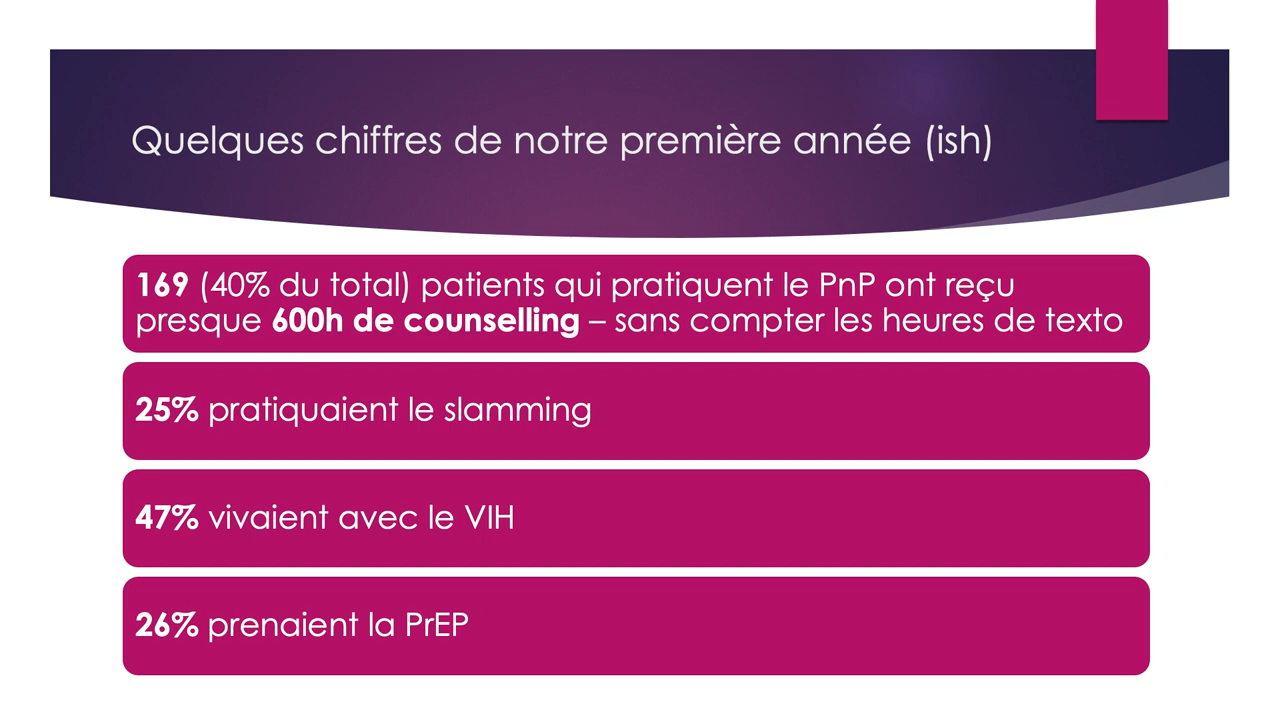 Quelques chiffres de notre première année (ish)
169 (40% du total) patients qui pratiquent le PnP ont reçu
presque 600h de counselling – sans compter les heures de texto
25% pratiquaient le slamming
47% vivaient avec le VIH
26% prenaient la PrEP